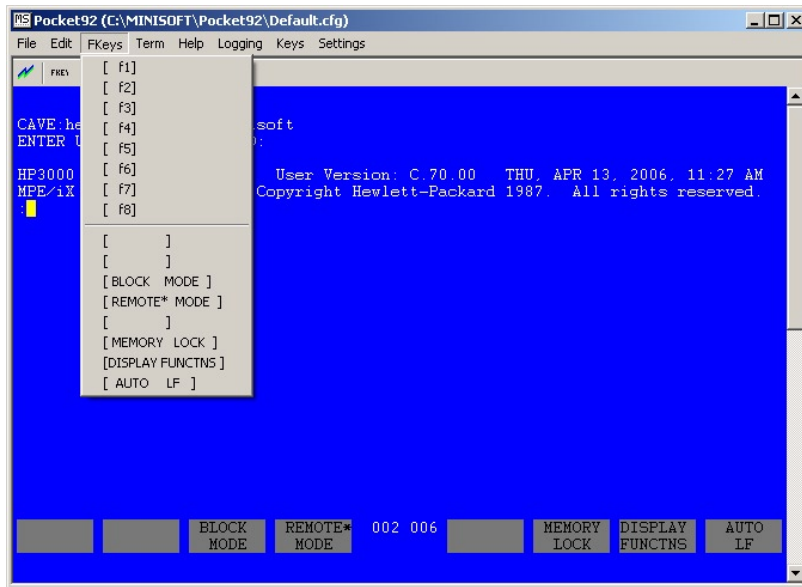 MS Pocket92 (C:\MINISOFT\Pocket92\Default.cfg)
File Edit FKeys Term Help Logging Keys Settings
FKEY
[ f1]
[ f2]
[ f3]
[ f4]
[ f5]
[ f6]
[ f7]
[ f8]
[ ]
[ ]
[ BLOCK MODE ]
[ REMOTE* MODE ]
[ ]
[ MEMORY LOCK ]
[DISPLAY FUNCTNS ]
[ AUTO LF ]
CAVE:he soft
ENTER U :
HP3000 User Version: C.70.00 THU, APR 13, 2006, 11:27 AM
MPE/iX Copyright Hewlett-Packard 1987. All rights reserved.
:
BLOCK MODE
REMOTE* MODE
002 006
MEMORY LOCK
DISPLAY FUNCTNS
AUTO LF